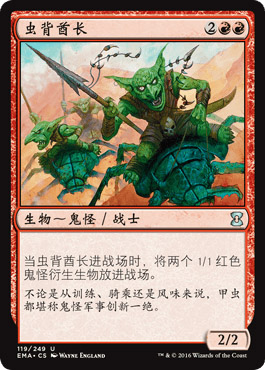 虫背酋长 2
生物～鬼怪 / 战士
当虫背酋长进战场时，将两个 1/1 红色
鬼怪衍生生物放进战场。
不论是从训练、骑乘还是风味来说，甲虫
都堪称鬼怪军事创新一绝。
2/2
119/249 U
EMA • CS WAYNE ENGLAND
™ & © 2016 Wizards of the Coast